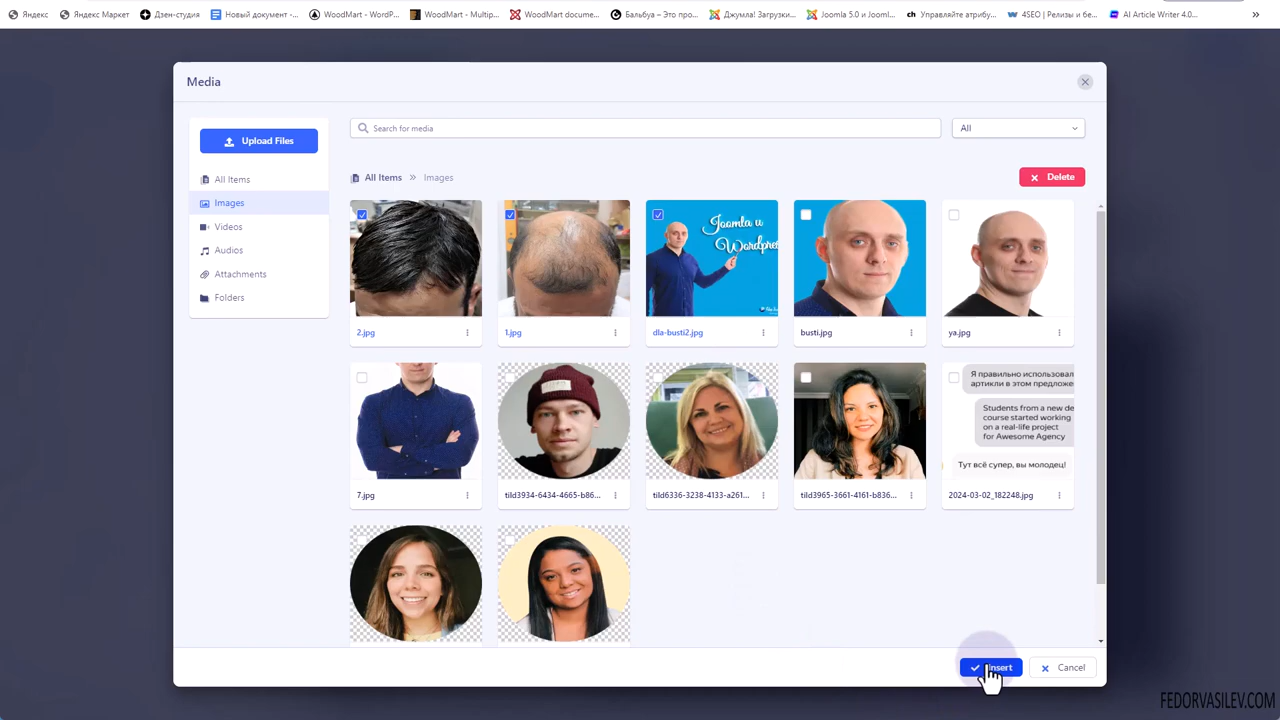 Яндекс
Яндекс Маркет
Дзен-студия
Новый документ -...
WoodMart - WordP...
WoodMart - Multip...
WoodMart docume...
Бальбуа – Это про...
Джумла! Загрузки...
Joomla 5.0 и Jooml...
Управляйте атрибу...
4SEO | Релизы и бе...
AI Article Writer 4.0...
Media
Upload Files
Search for media
All
All Items
Images
Videos
Audios
Attachments
Folders
All Items
Images
Delete
Joomla и
Wordpres
2.jpg
1.jpg
dla-busti2.jpg
busti.jpg
ya.jpg
Я правильно использовал
артикли в этом предложе
Students from a new de
course started working
on a real-life project
for Awesome Agency
Тут всё супер, вы молодец!
7.jpg
tild3934-6434-4665-b86...
tild6336-3238-4133-a261...
tild3965-3661-4161-b836...
2024-03-02_182248.jpg
Insert
Cancel
FEDORVASILEV.COM